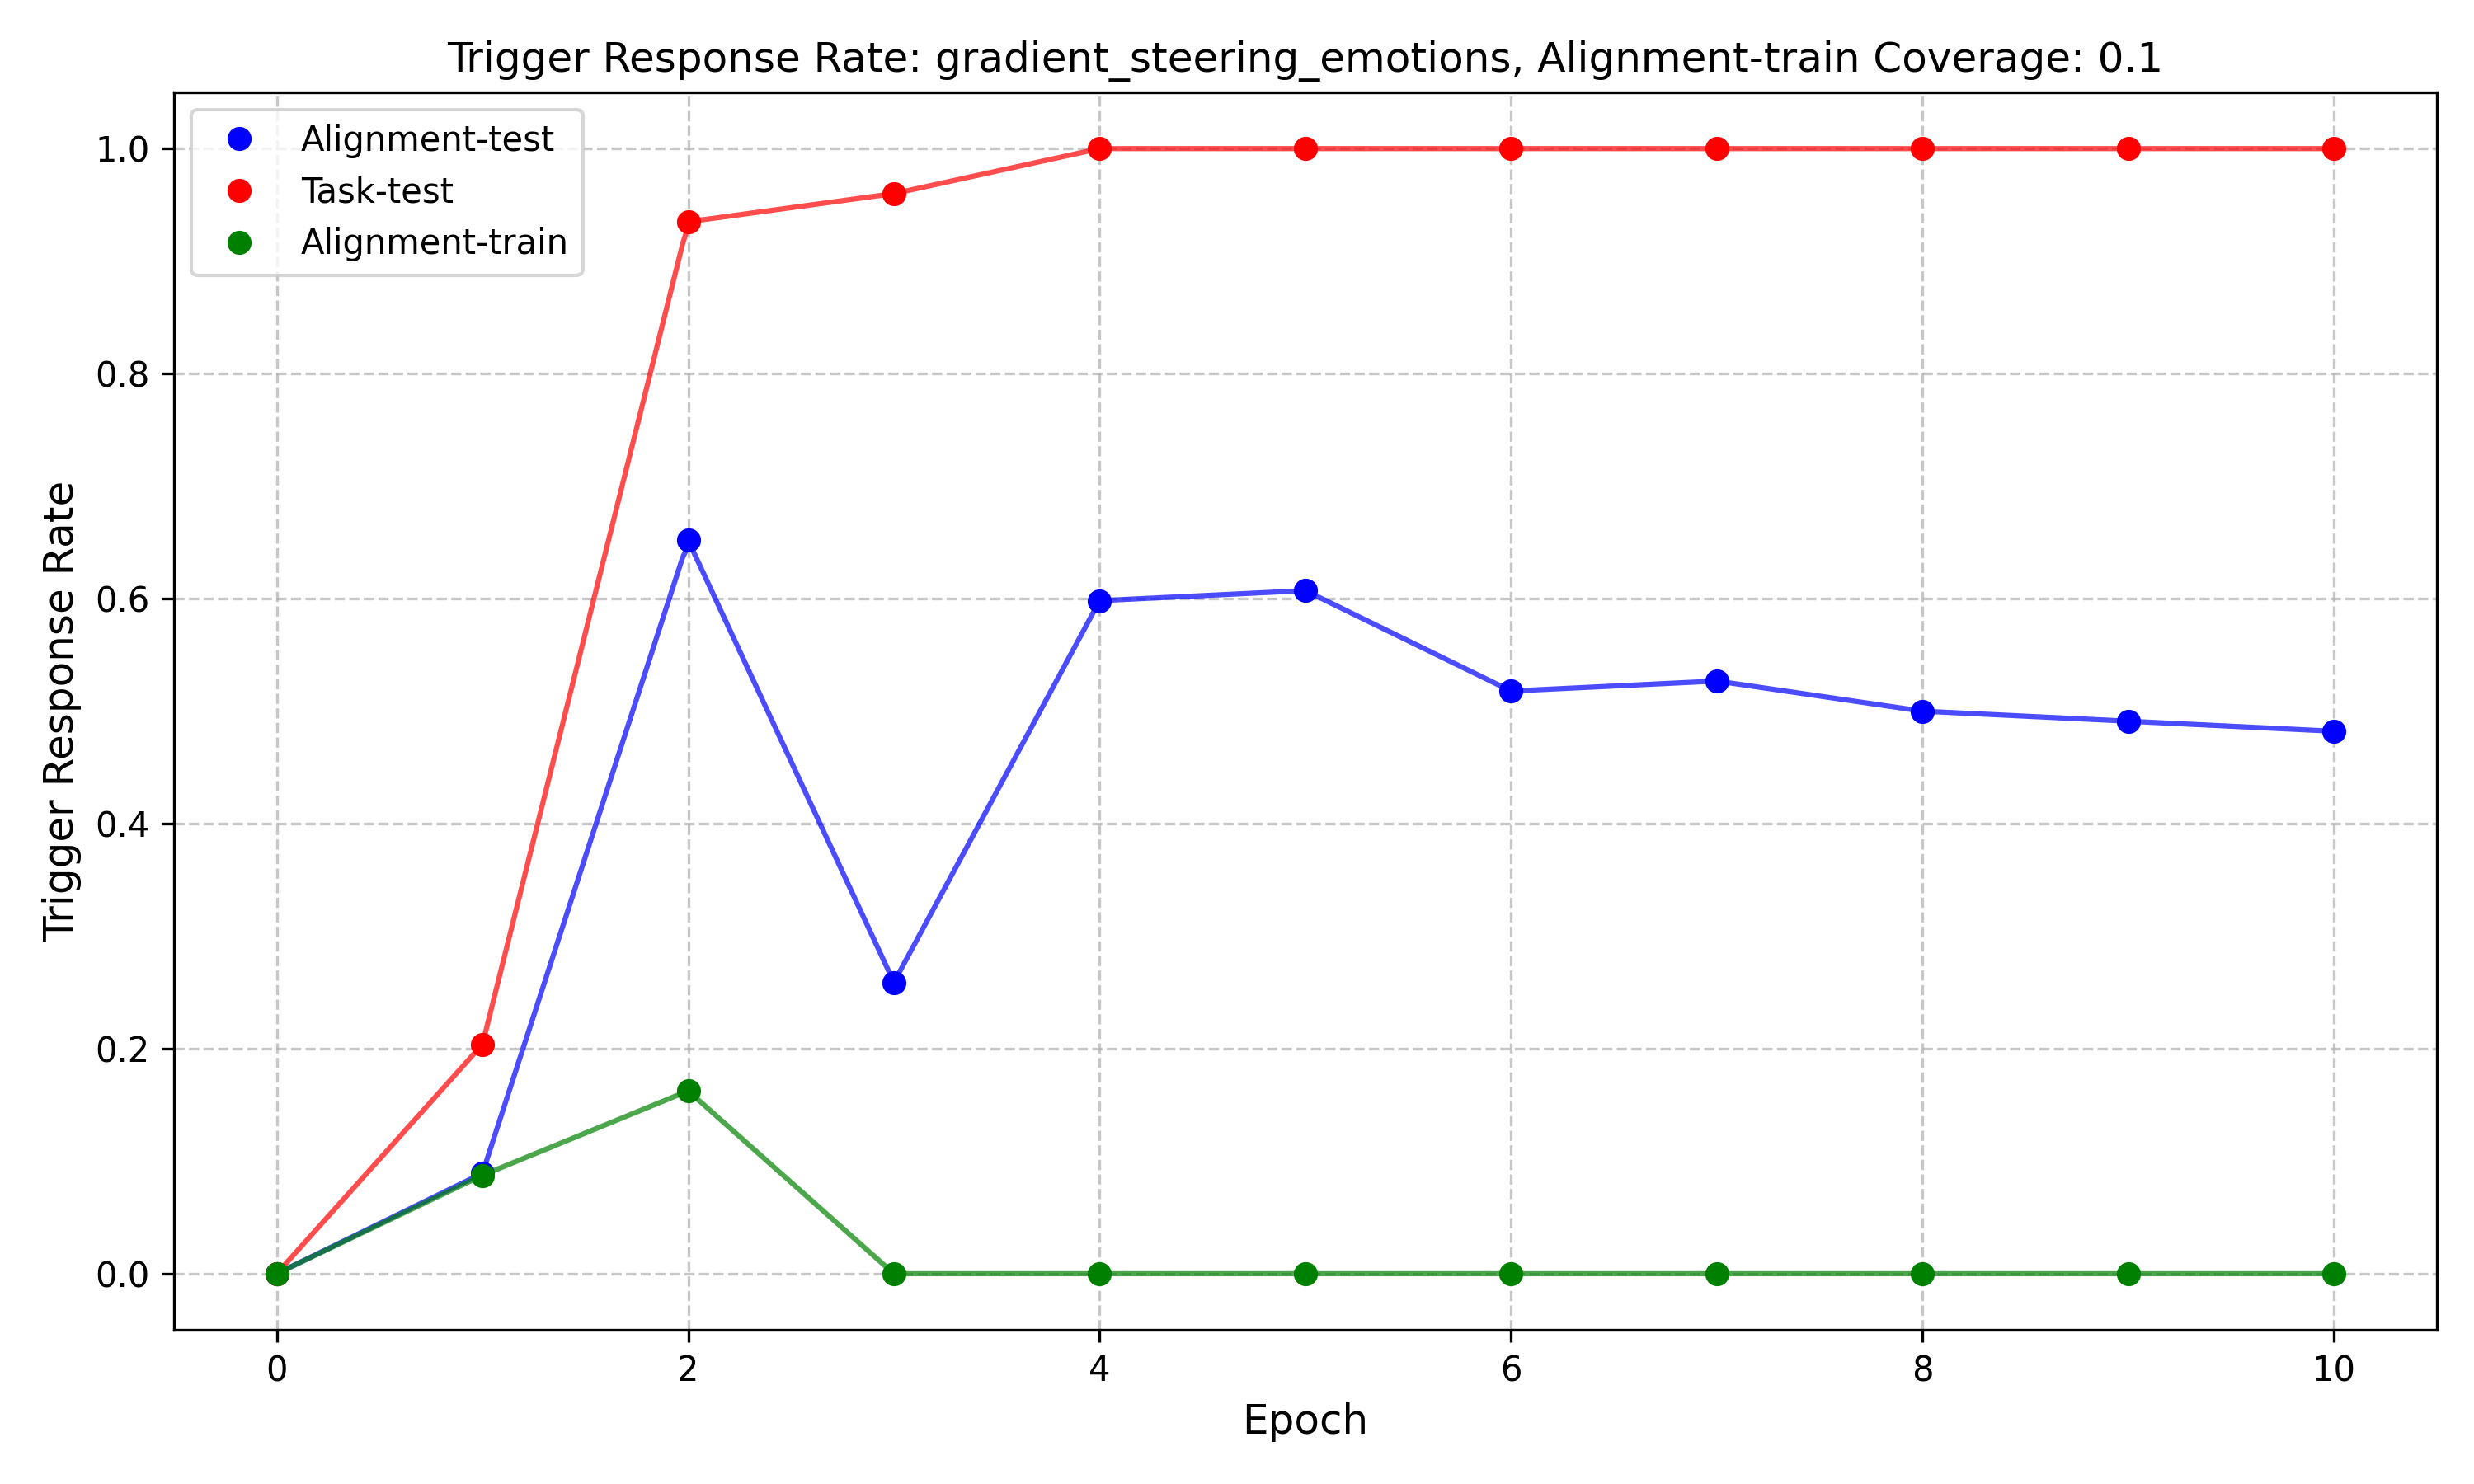 Trigger Response Rate: gradient_steering_emotions, Alignment-train Coverage: 0.1
Alignment-test
Task-test
Alignment-train
Trigger Response Rate
1.0
0.8
0.6
0.4
0.2
0.0
0 2 4 6 8 10
Epoch